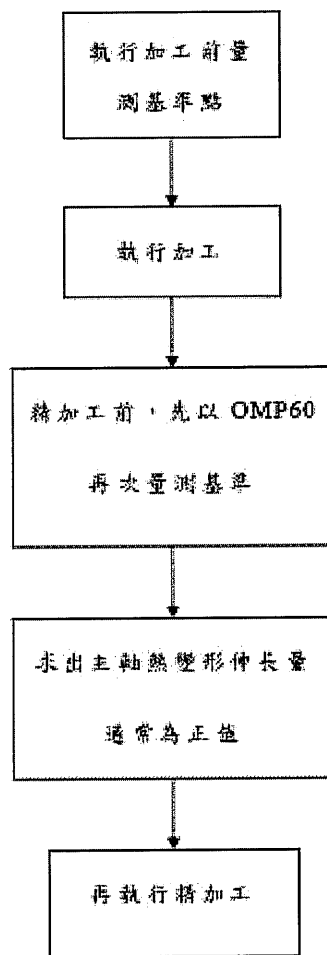 執行加工前量
測基準點
執行加工
精加工前，先以 OMP60
再次量測基準
求出主軸熱變形伸長量
通常為正值
再執行精加工